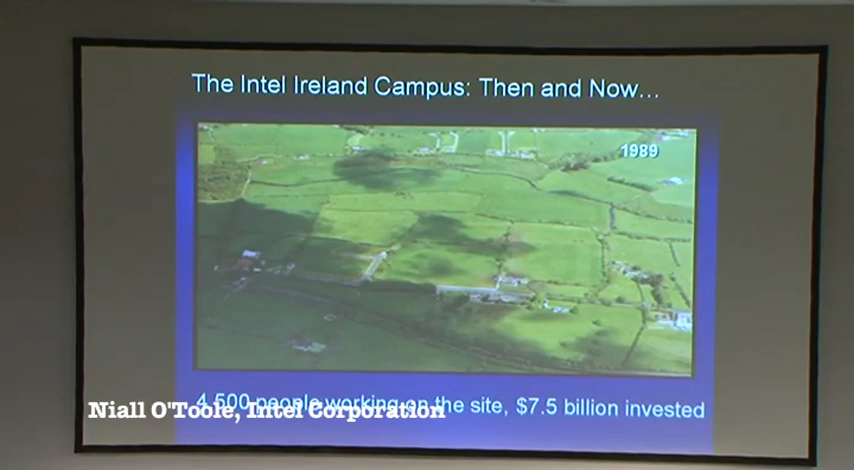 The Intel Ireland Campus: Then and Now...
1989
4,500 people working on the site, $7.5 billion invested
Niall O'Toole, Intel Corporation